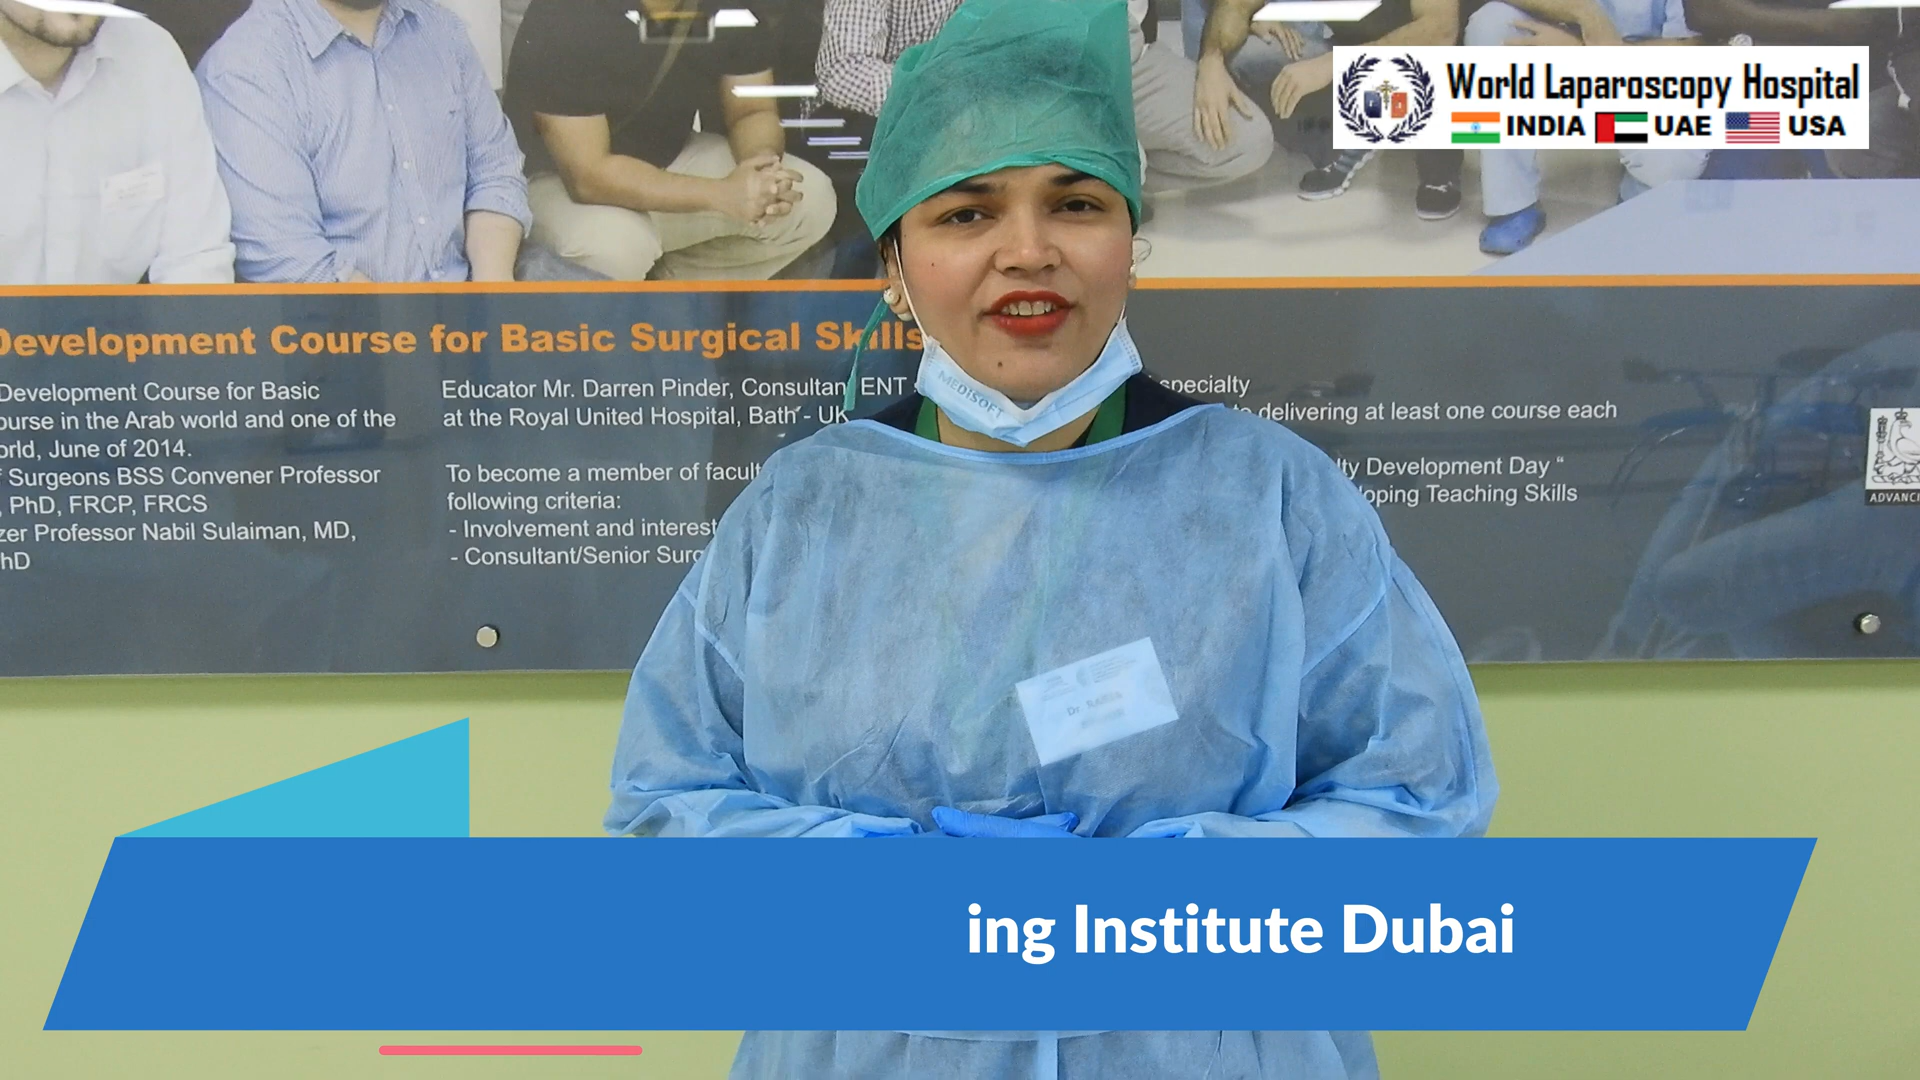 World Laparoscopy Hospital
INDIA UAE USA
Development Course for Basic Surgical Skills
Development Course for Basic
ourse in the Arab world and one of the
orld, June of 2014.
f Surgeons BSS Convener Professor
, PhD, FRCP, FRCS
zer Professor Nabil Sulaiman, MD,
hD
Educator Mr. Darren Pinder, Consultan ENT
at the Royal United Hospital, Bath - UK
To become a member of facult
following criteria:
- Involvement and interest
- Consultant/Senior Surg
specialty
delivering at least one course each
lty Development Day “
loping Teaching Skills
ADVANCI
MEDISOFT
Dr.
ing Institute Dubai